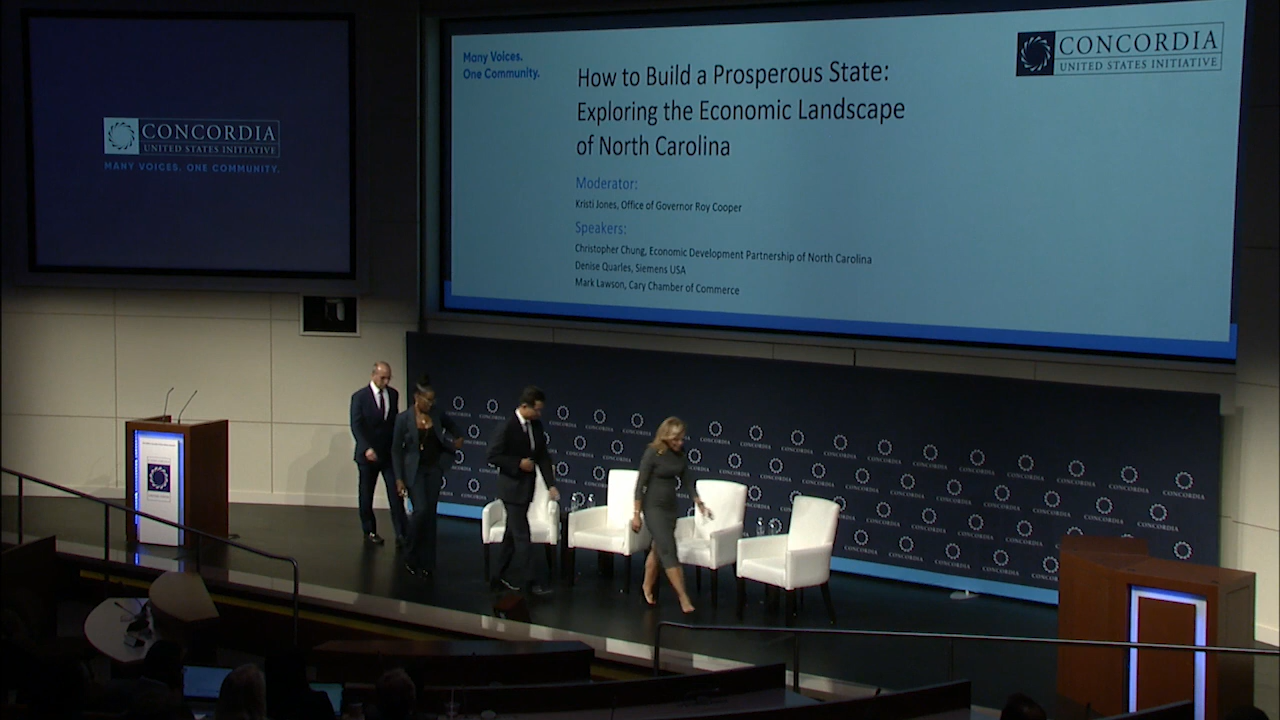 CONCORDIA
UNITED STATES INITIATIVE
MANY VOICES. ONE COMMUNITY.
Many Voices.
One Community.
CONCORDIA
UNITED STATES INITIATIVE
How to Build a Prosperous State:
Exploring the Economic Landscape
of North Carolina
Moderator:
Kristi Jones, Office of Governor Roy Cooper
Speakers:
Christopher Chung, Economic Development Partnership of North Carolina
Denise Quarles, Siemens USA
Mark Lawson, Cary Chamber of Commerce
CONCORDIA